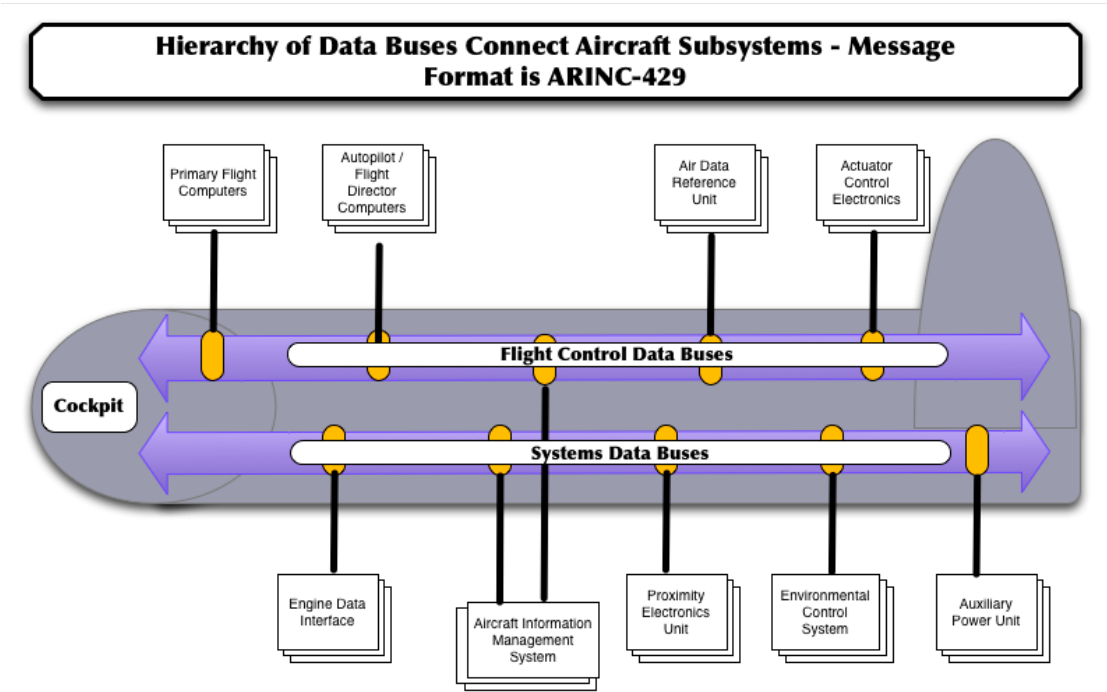 Hierarchy of Data Buses Connect Aircraft Subsystems - Message
Format is ARINC-429
Primary Flight
Computers
Autopilot /
Flight
Director
Computers
Air Data
Reference
Unit
Actuator
Control
Electronics
Flight Control Data Buses
Cockpit
Systems Data Buses
Engine Data
Interface
Aircraft Information
Management
System
Proximity
Electronics
Unit
Environmental
Control
System
Auxiliary
Power Unit